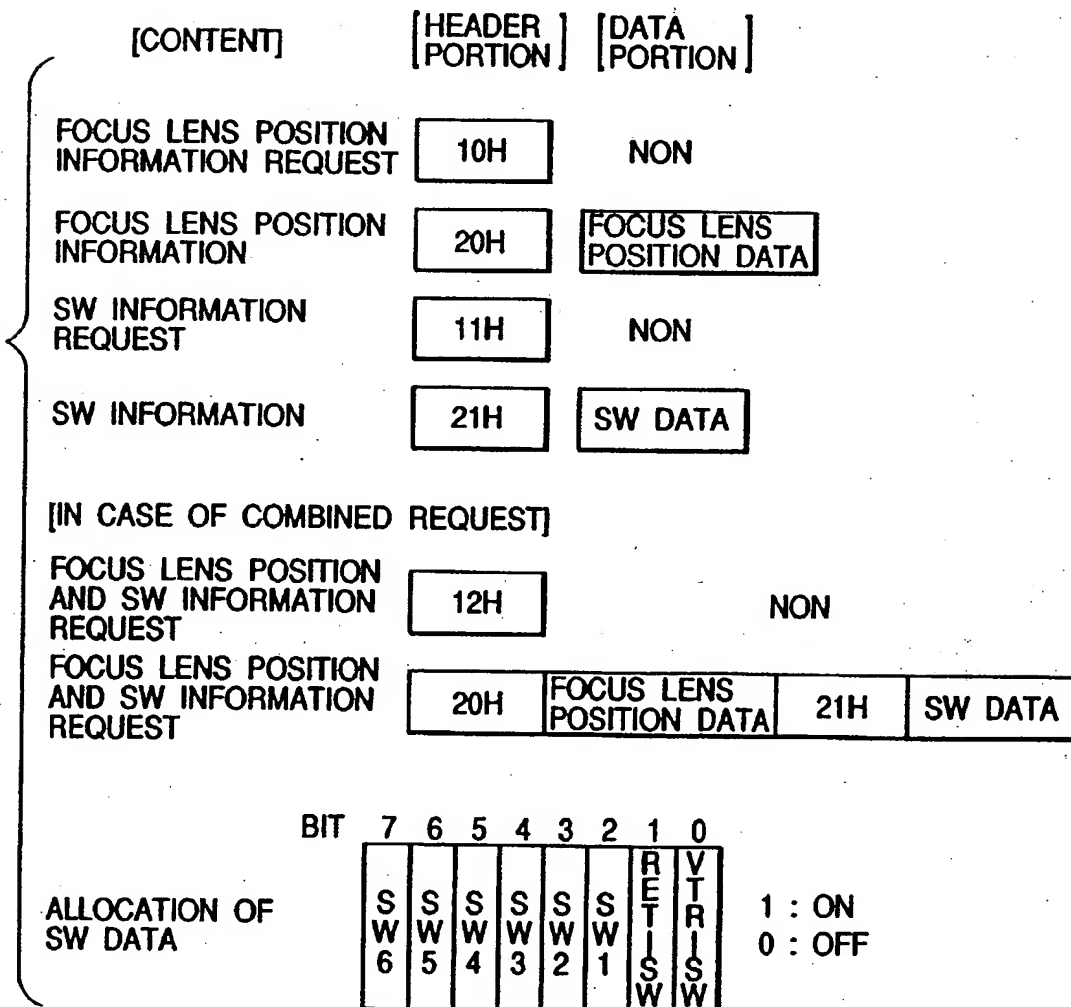 [CONTENT] [HEADER PORTION] [DATA PORTION]
FOCUS LENS POSITION
INFORMATION REQUEST
10H
NON
FOCUS LENS POSITION
INFORMATION
20H
FOCUS LENS
POSITION DATA
SW INFORMATION
REQUEST
11H
NON
SW INFORMATION
21H
SW DATA
[IN CASE OF COMBINED REQUEST]
FOCUS LENS POSITION
AND SW INFORMATION
REQUEST
12H
NON
FOCUS LENS POSITION
AND SW INFORMATION
REQUEST
20H
FOCUS LENS
POSITION DATA
21H
SW DATA
BIT 7 6 5 4 3 2 1 0
ALLOCATION OF
SW DATA
SW6
SW5
SW4
SW3
SW2
SW1
RETISW
VTRISW
1 : ON
0 : OFF